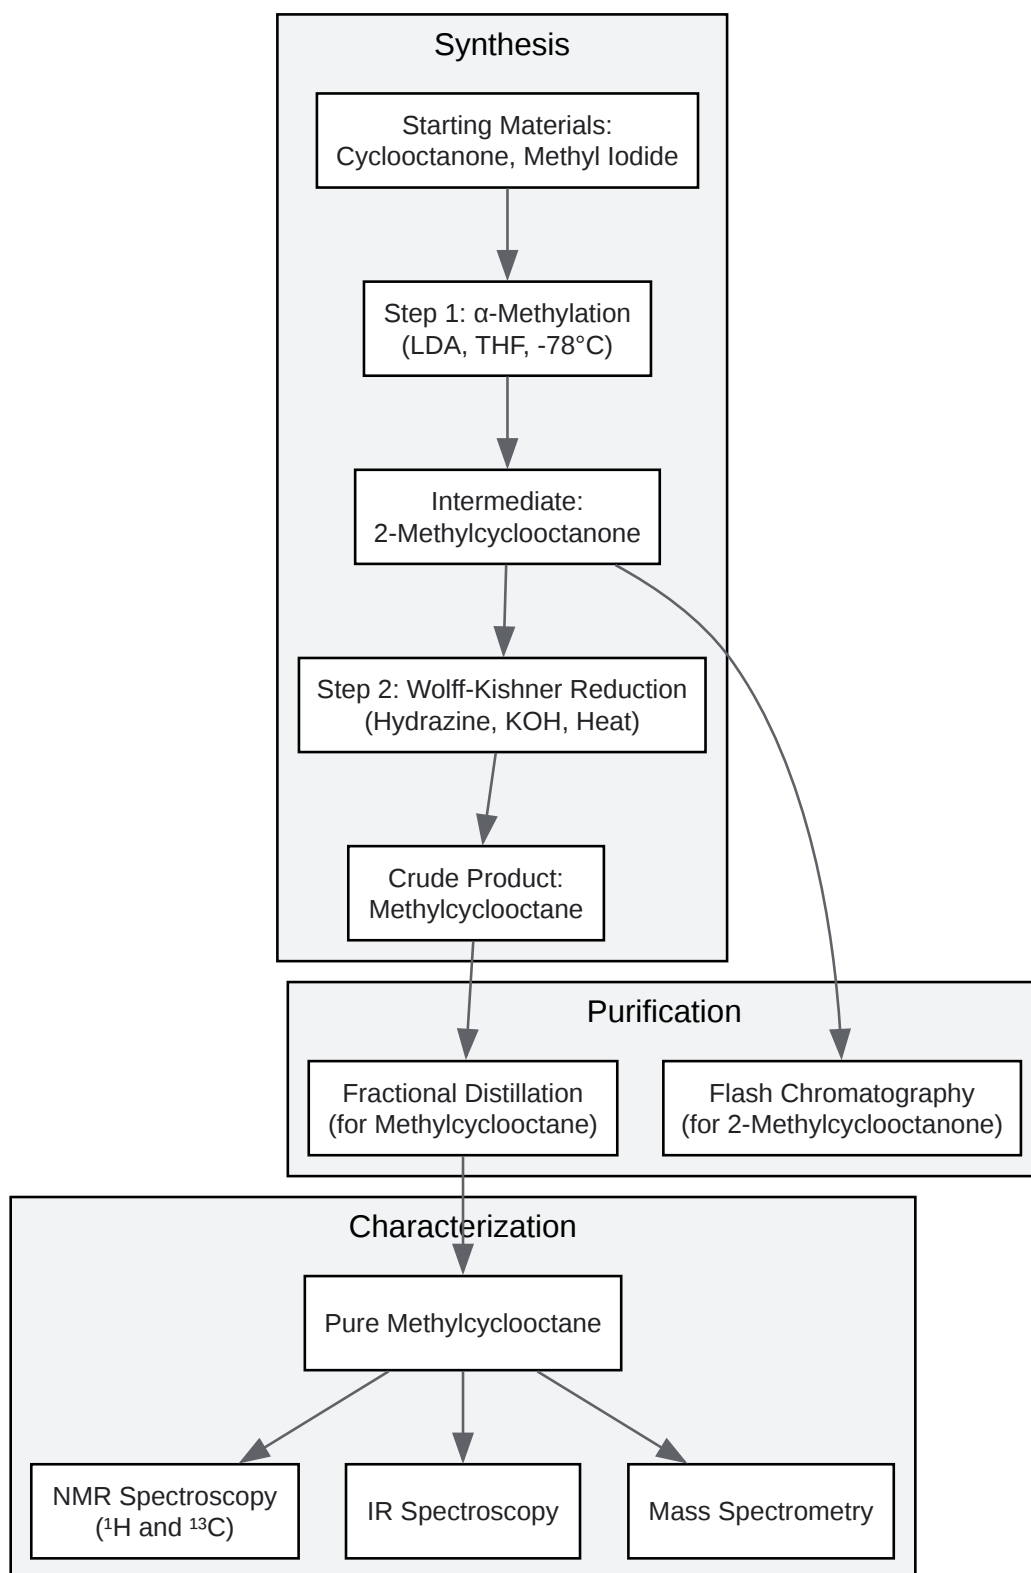 Synthesis
Starting Materials:
Cyclooctanone, Methyl Iodide
Step 1: α-Methylation
(LDA, THF, -78°C)
Intermediate:
2-Methylcyclooctanone
Step 2: Wolff-Kishner Reduction
(Hydrazine, KOH, Heat)
Crude Product:
Methylcyclooctane
Purification
Fractional Distillation
(for Methylcyclooctane)
Flash Chromatography
(for 2-Methylcyclooctanone)
Characterization
Pure Methylcyclooctane
NMR Spectroscopy
(¹H and ¹³C)
IR Spectroscopy
Mass Spectrometry